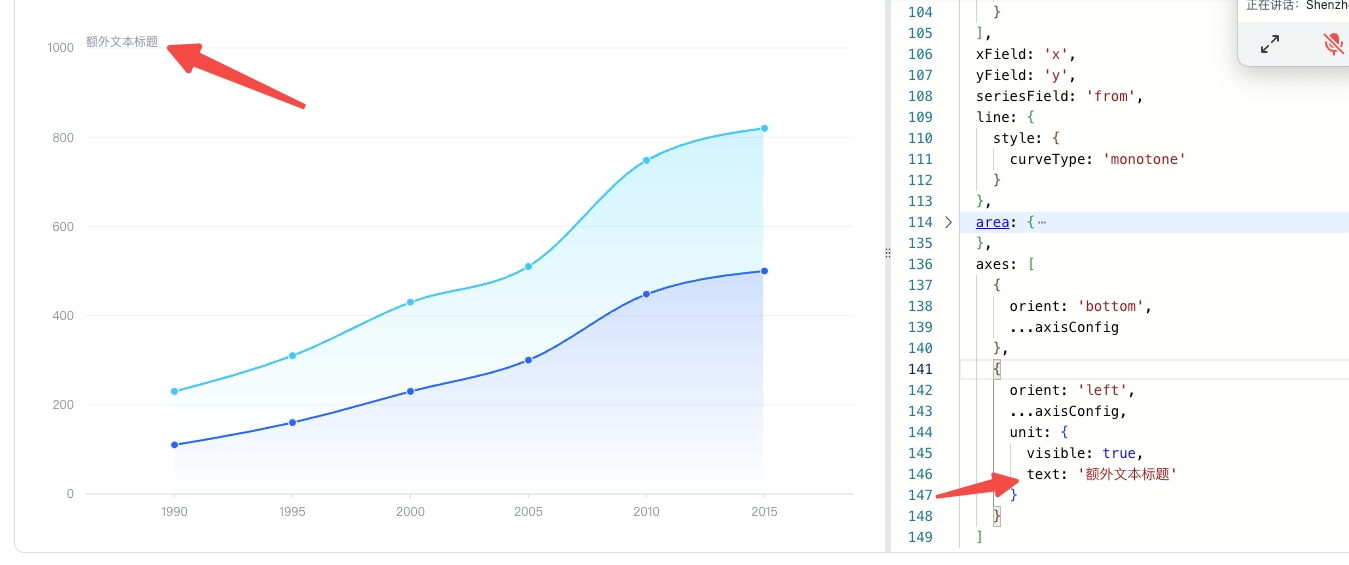 额外文本标题
1000
800
600
400
200
0
1990 1995 2000 2005 2010 2015
正在讲话: Shenzh
104 }
105 ],
106 xField: 'x',
107 yField: 'y',
108 seriesField: 'from',
109 line: {
110 style: {
111 curveType: 'monotone'
112 }
113 },
114 area: {⋯
135 },
136 axes: [
137 {
138 orient: 'bottom',
139 ...axisConfig
140 },
141 {
142 orient: 'left',
143 ...axisConfig,
144 unit: {
145 visible: true,
146 text: '额外文本标题'
147 }
148 }
149 ]